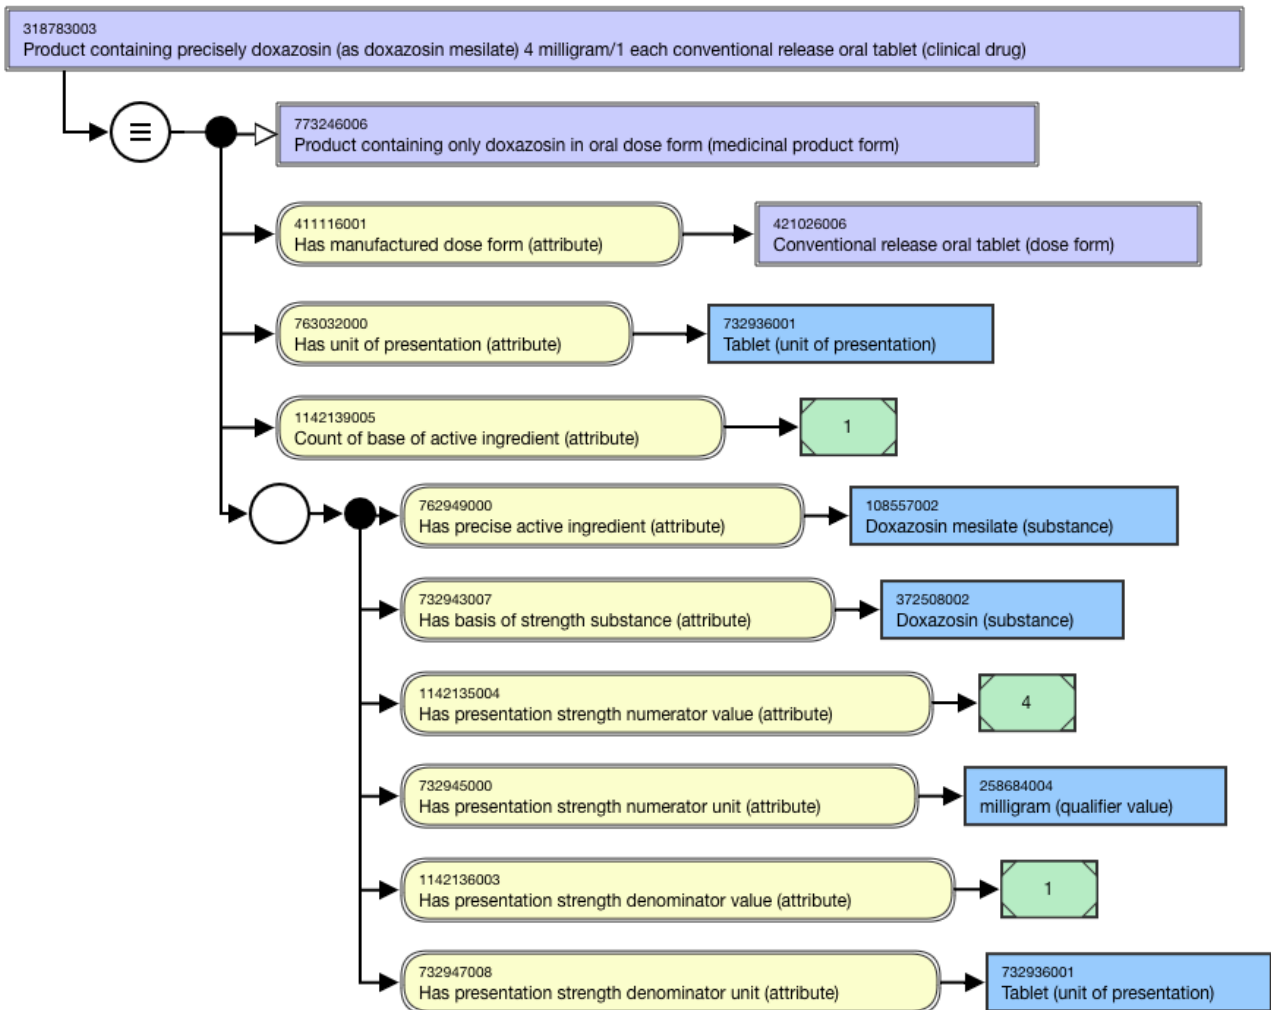 318783003
Product containing precisely doxazosin (as doxazosin mesilate) 4 milligram/1 each conventional release oral tablet (clinical drug)
773246006
Product containing only doxazosin in oral dose form (medicinal product form)
411116001
Has manufactured dose form (attribute)
421026006
Conventional release oral tablet (dose form)
763032000
Has unit of presentation (attribute)
732936001
Tablet (unit of presentation)
1142139005
Count of base of active ingredient (attribute)
1
762949000
Has precise active ingredient (attribute)
108557002
Doxazosin mesilate (substance)
732943007
Has basis of strength substance (attribute)
372508002
Doxazosin (substance)
1142135004
Has presentation strength numerator value (attribute)
4
732945000
Has presentation strength numerator unit (attribute)
258684004
milligram (qualifier value)
1142136003
Has presentation strength denominator value (attribute)
1
732947008
Has presentation strength denominator unit (attribute)
732936001
Tablet (unit of presentation)